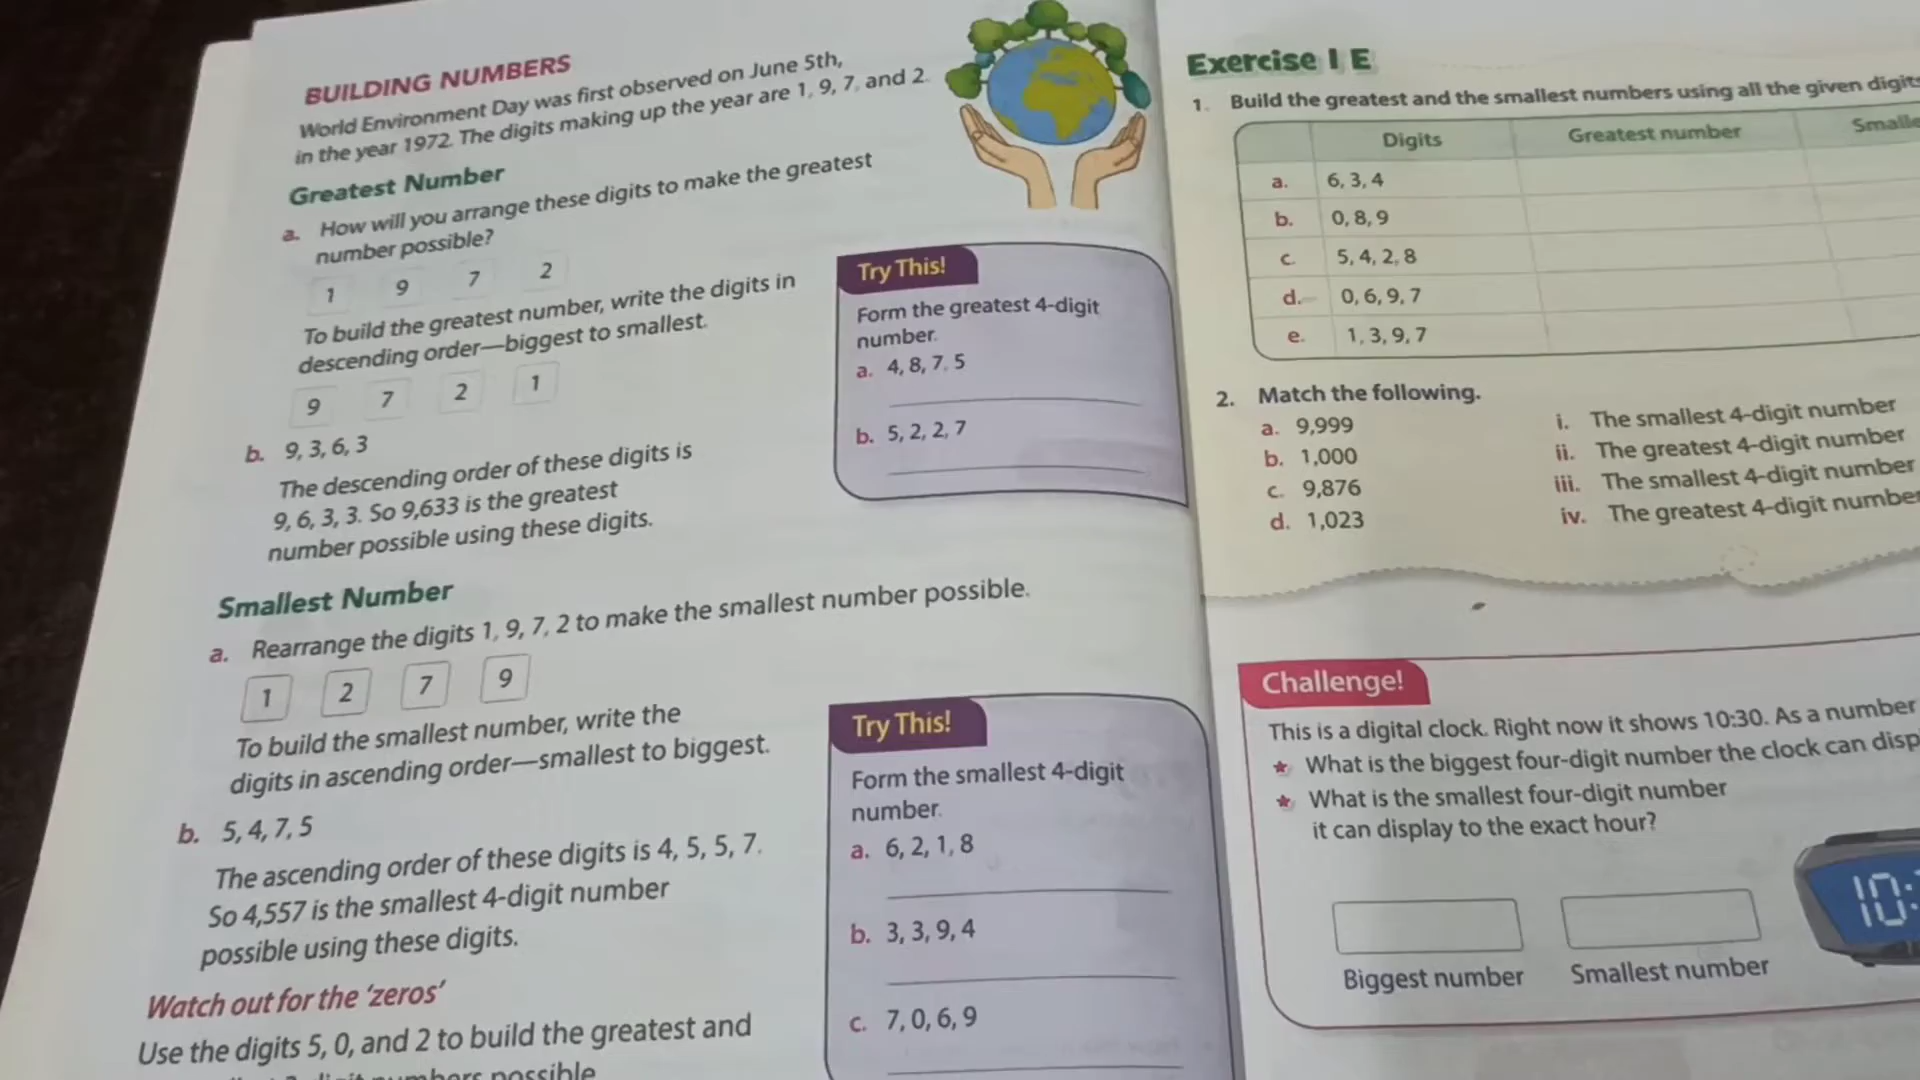 BUILDING NUMBERS
World Environment Day was first observed on June 5th,
in the year 1972. The digits making up the year are 1, 9, 7, and 2.
Greatest Number
a. How will you arrange these digits to make the greatest
number possible?
1 9 7 2
To build the greatest number, write the digits in
descending order—biggest to smallest.
9 7 2 1
b. 9, 3, 6, 3
The descending order of these digits is
9, 6, 3, 3. So 9,633 is the greatest
number possible using these digits.
Try This!
Form the greatest 4-digit
number.
a. 4, 8, 7, 5
b. 5, 2, 2, 7
Smallest Number
a. Rearrange the digits 1, 9, 7, 2 to make the smallest number possible.
1 2 7 9
To build the smallest number, write the
digits in ascending order—smallest to biggest.
b. 5, 4, 7, 5
The ascending order of these digits is 4, 5, 5, 7.
So 4,557 is the smallest 4-digit number
possible using these digits.
Watch out for the ‘zeros’
Use the digits 5, 0, and 2 to build the greatest and
possible
Try This!
Form the smallest 4-digit
number.
a. 6, 2, 1, 8
b. 3, 3, 9, 4
c. 7, 0, 6, 9
Exercise 1 E
1. Build the greatest and the smallest numbers using all the given digits
Digits Greatest number Smalle
a. 6, 3, 4
b. 0, 8, 9
c. 5, 4, 2, 8
d. 0, 6, 9, 7
e. 1, 3, 9, 7
2. Match the following.
a. 9,999 i. The smallest 4-digit number
b. 1,000 ii. The greatest 4-digit number
c. 9,876 iii. The smallest 4-digit number
d. 1,023 iv. The greatest 4-digit number
Challenge!
This is a digital clock. Right now it shows 10:30. As a number
★ What is the biggest four-digit number the clock can disp
★ What is the smallest four-digit number
it can display to the exact hour?
10:
Biggest number Smallest number